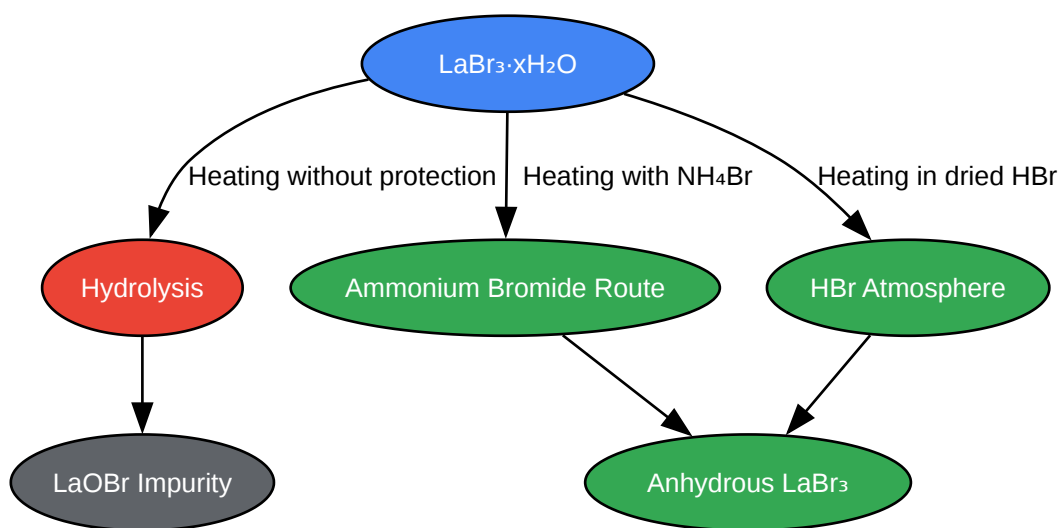 LaBr₃·xH₂O
Heating without protection
Heating with NH₄Br
Heating in dried HBr
Hydrolysis
Ammonium Bromide Route
HBr Atmosphere
LaOBr Impurity
Anhydrous LaBr₃